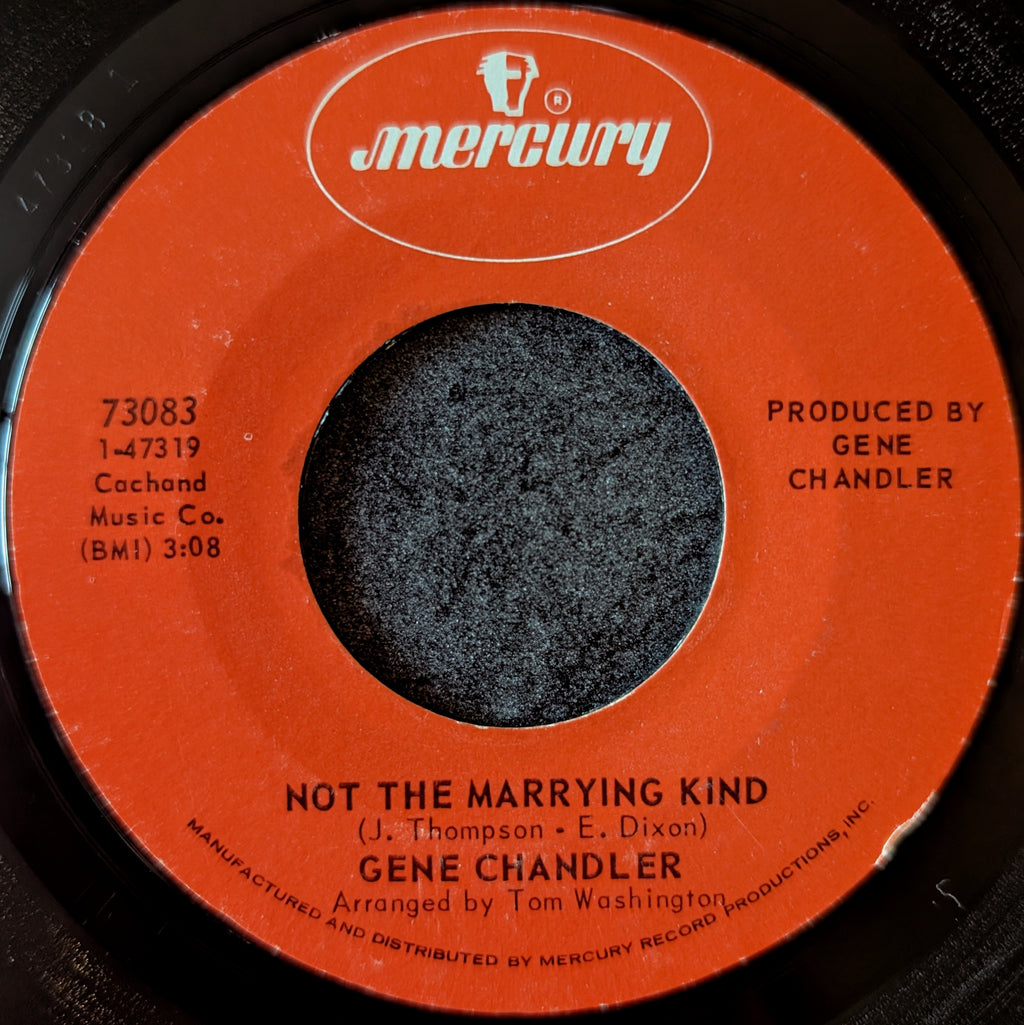 ®
mercury
73083
1-47319
Cachand
Music Co.
(BMI) 3:08
PRODUCED BY
GENE
CHANDLER
NOT THE MARRYING KIND
(J. Thompson - E. Dixon)
GENE CHANDLER
Arranged by Tom Washington
MANUFACTURED AND DISTRIBUTED BY MERCURY RECORD PRODUCTIONS, INC.